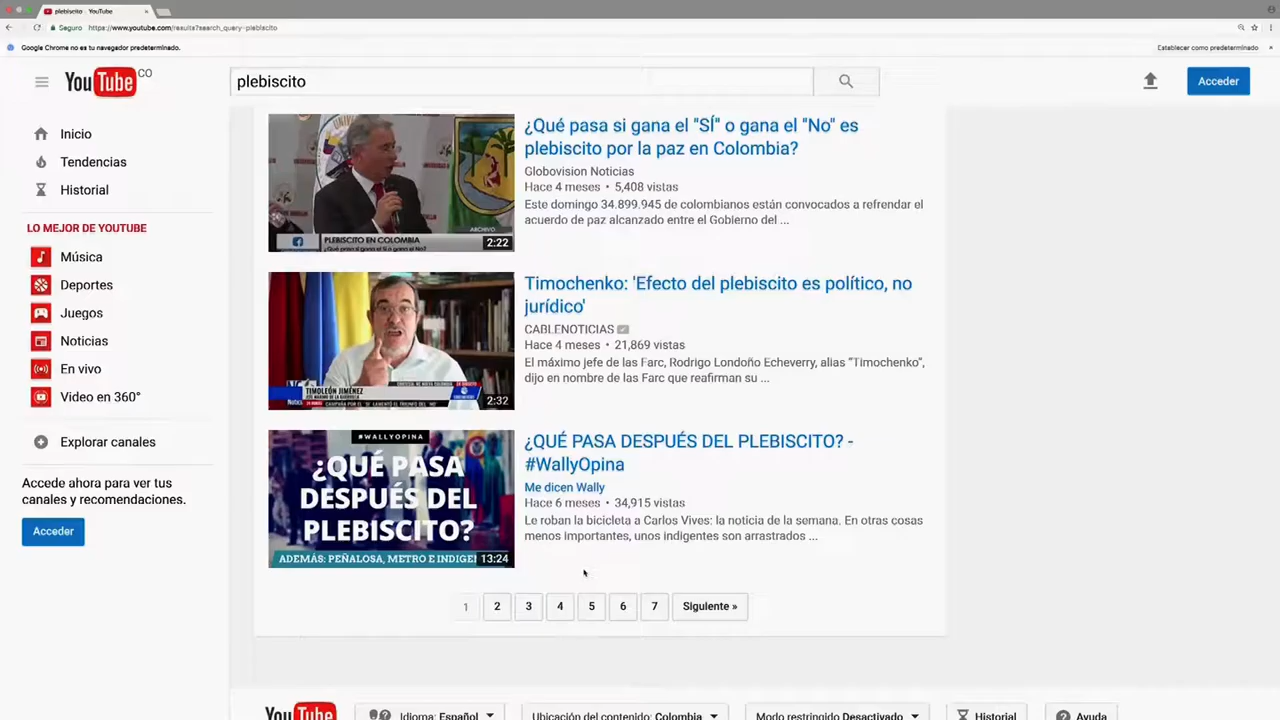 plebiscito - YouTube
Seguro https://www.youtube.com/results?search_query=plebiscito
Google Chrome no es tu navegador predeterminado.
Establecer como predeterminado
YouTube CO
plebiscito
Acceder
Inicio
Tendencias
Historial
LO MEJOR DE YOUTUBE
Música
Deportes
Juegos
Noticias
En vivo
Video en 360°
Explorar canales
Accede ahora para ver tus
canales y recomendaciones.
Acceder
ARCHIVO
PLEBISCITO EN COLOMBIA
¿Qué pasa si gana el Sí o gana el No?
2:22
¿Qué pasa si gana el "SÍ" o gana el "No" es
plebiscito por la paz en Colombia?
Globovision Noticias
Hace 4 meses • 5,408 vistas
Este domingo 34.899.945 de colombianos están convocados a refrendar el
acuerdo de paz alcanzado entre el Gobierno del ...
TIMOLEÓN JIMÉNEZ
2:32
Timochenko: 'Efecto del plebiscito es político, no
jurídico'
CABLENOTICIAS
Hace 4 meses • 21,869 vistas
El máximo jefe de las Farc, Rodrigo Londoño Echeverry, alias "Timochenko",
dijo en nombre de las Farc que reafirman su ...
#WALLYOPINA
¿QUÉ PASA
DESPUÉS DEL
PLEBISCITO?
ADEMÁS: PEÑALOSA, METRO E INDIGE
13:24
¿QUÉ PASA DESPUÉS DEL PLEBISCITO? -
#WallyOpina
Me dicen Wally
Hace 6 meses • 34,915 vistas
Le roban la bicicleta a Carlos Vives: la noticia de la semana. En otras cosas
menos importantes, unos indigentes son arrastrados ...
1 2 3 4 5 6 7 Siguiente »
YouTube
Idioma: Español
Ubicación del contenido: Colombia
Modo restringido Desactivado
Historial
Ayuda